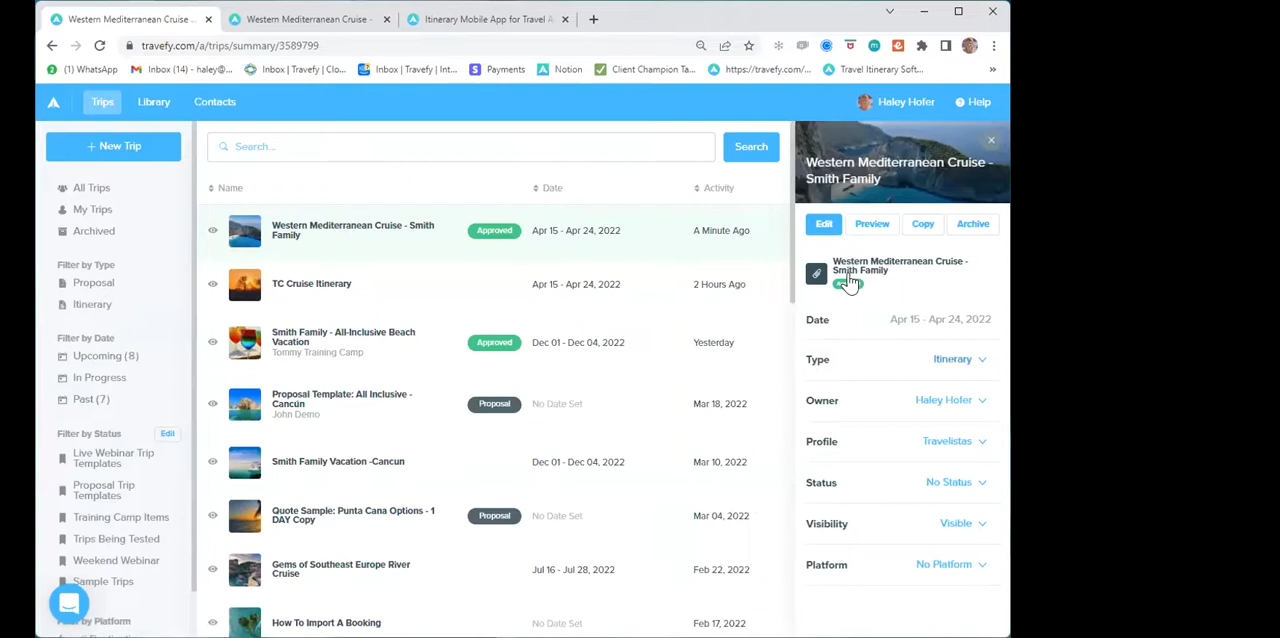 Western Mediterranean Cruise ...
Western Mediterranean Cruise -
Itinerary Mobile App for Travel A
travefy.com/a/trips/summary/3589799
(1) WhatsApp
Inbox (14) - haley@...
Inbox | Travefy | Clo...
Inbox | Travefy | Int...
Payments
Notion
Client Champion Ta...
https://travefy.com/...
Travel Itinerary Soft...
Trips
Library
Contacts
Haley Hofer
Help
+ New Trip
All Trips
My Trips
Archived
Filter by Type
Proposal
Itinerary
Filter by Date
Upcoming (8)
In Progress
Past (7)
Filter by Status
Edit
Live Webinar Trip
Templates
Proposal Trip
Templates
Training Camp Items
Trips Being Tested
Weekend Webinar
Sample Trips
Search...
Search
Name
Date
Activity
Western Mediterranean Cruise - Smith
Family
Approved
Apr 15 - Apr 24, 2022
A Minute Ago
TC Cruise Itinerary
Apr 15 - Apr 24, 2022
2 Hours Ago
Smith Family - All-Inclusive Beach
Vacation
Tommy Training Camp
Approved
Dec 01 - Dec 04, 2022
Yesterday
Proposal Template: All Inclusive -
Cancún
John Demo
Proposal
No Date Set
Mar 18, 2022
Smith Family Vacation -Cancun
Dec 01 - Dec 04, 2022
Mar 10, 2022
Quote Sample: Punta Cana Options - 1
DAY Copy
Proposal
No Date Set
Mar 04, 2022
Gems of Southeast Europe River
Cruise
Jul 16 - Jul 28, 2022
Feb 22, 2022
How To Import A Booking
Feb 17, 2022
Western Mediterranean Cruise -
Smith Family
Edit
Preview
Copy
Archive
Western Mediterranean Cruise -
Smith Family
Date
Apr 15 - Apr 24, 2022
Type
Itinerary
Owner
Haley Hofer
Profile
Travelistas
Status
No Status
Visibility
Visible
Platform
No Platform